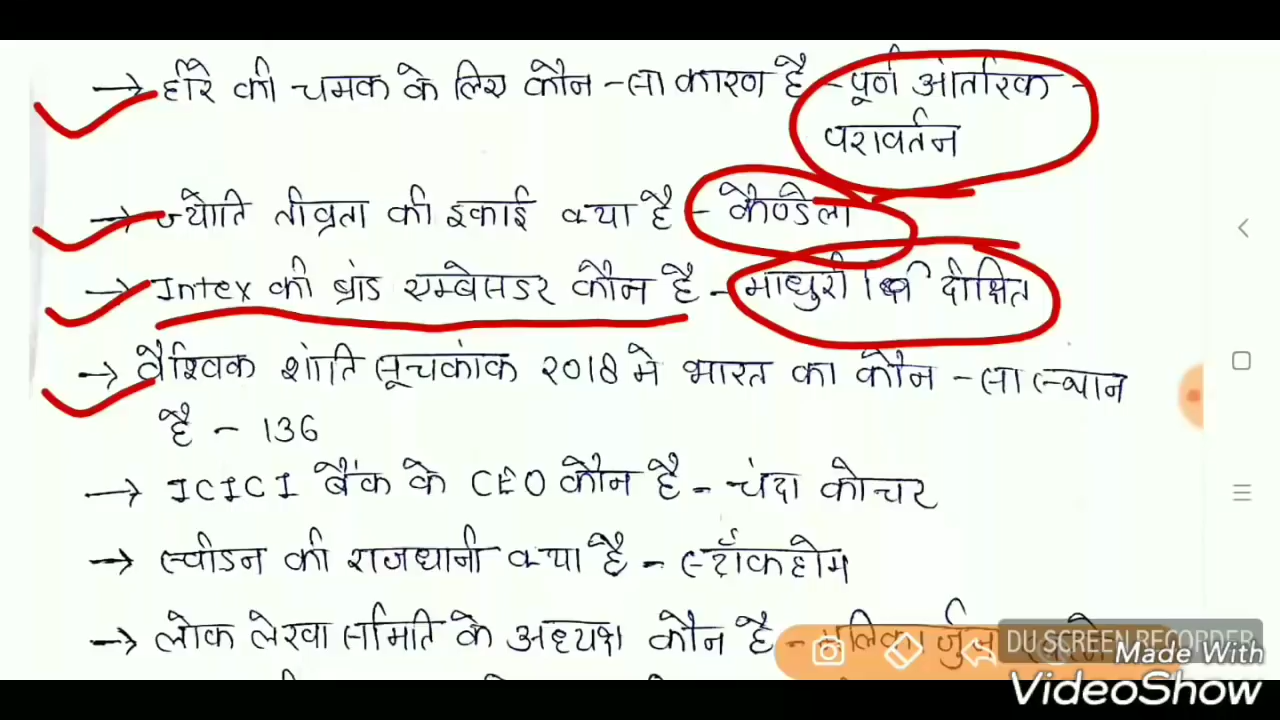 → हीरे की चमक के लिए कौन-सा कारण है - पूर्ण आंतरिक -
परावर्तन
→ ज्योति तीव्रता की इकाई क्या है - कैण्डेला
→ Intex की ब्रांड एम्बेसडर कौन है - माधुरी दीक्षित
→ वैश्विक शांति सूचकांक 2018 मे भारत का कौन-सा स्थान
है - 136
→ ICICI बैंक के CEO कौन है - चंदा कोचर
→ स्वीडन की राजधानी क्या है - स्टॉकहोम
→ लोक लेखा समिति के अध्यक्ष कौन है -
DU SCREEN RECORDER
Made With
VideoShow